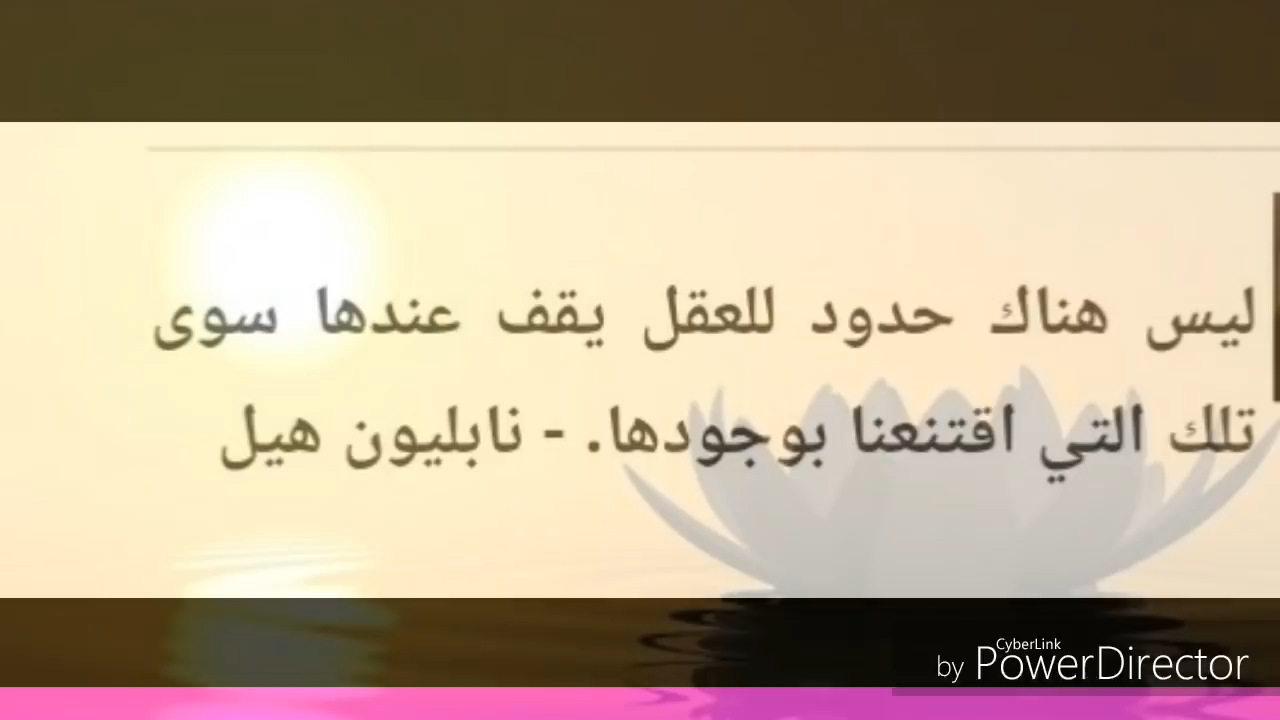 ليس هناك حدود للعقل يقف عندها سوى
تلك التي اقتنعنا بوجودها. - نابليون هيل
CyberLink
by PowerDirector